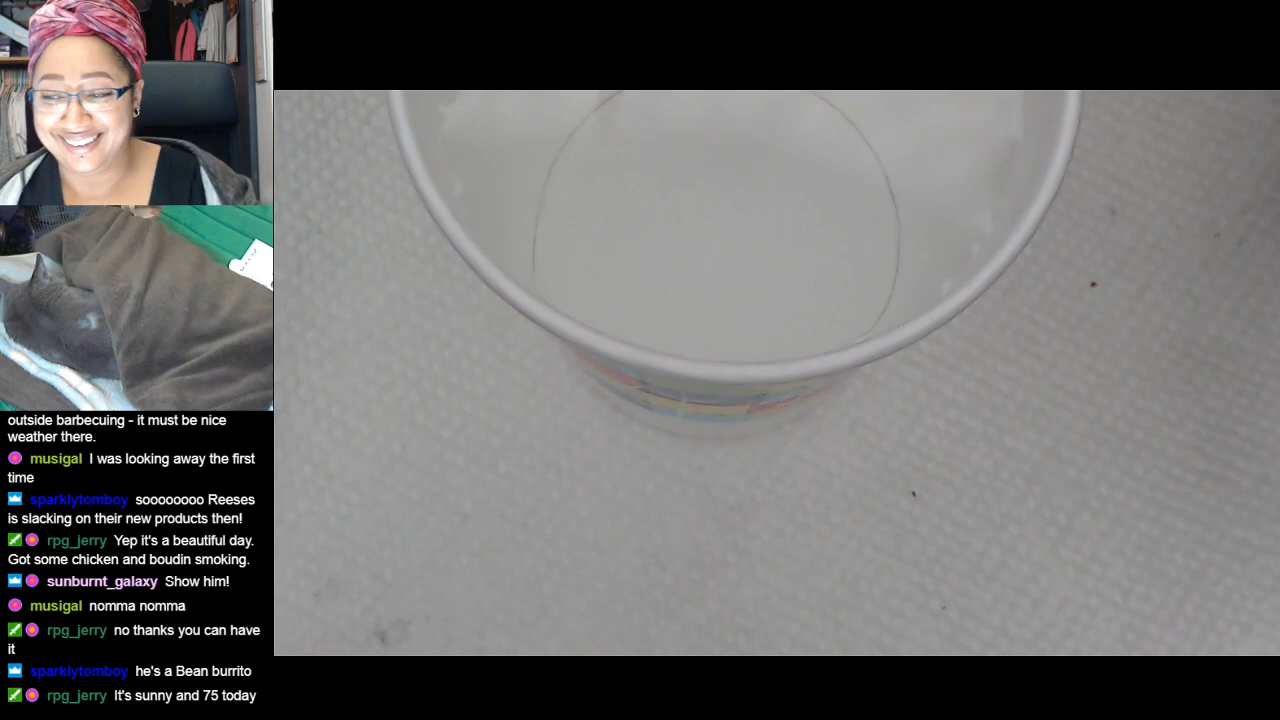 outside barbecuing - it must be nice
weather there.
musigal I was looking away the first
time
sparklytomboy soooooooo Reeses
is slacking on their new products then!
rpg_jerry Yep it's a beautiful day.
Got some chicken and boudin smoking.
sunburnt_galaxy Show him!
musigal nomma nomma
rpg_jerry no thanks you can have
it
sparklytomboy he's a Bean burrito
rpg_jerry It's sunny and 75 today